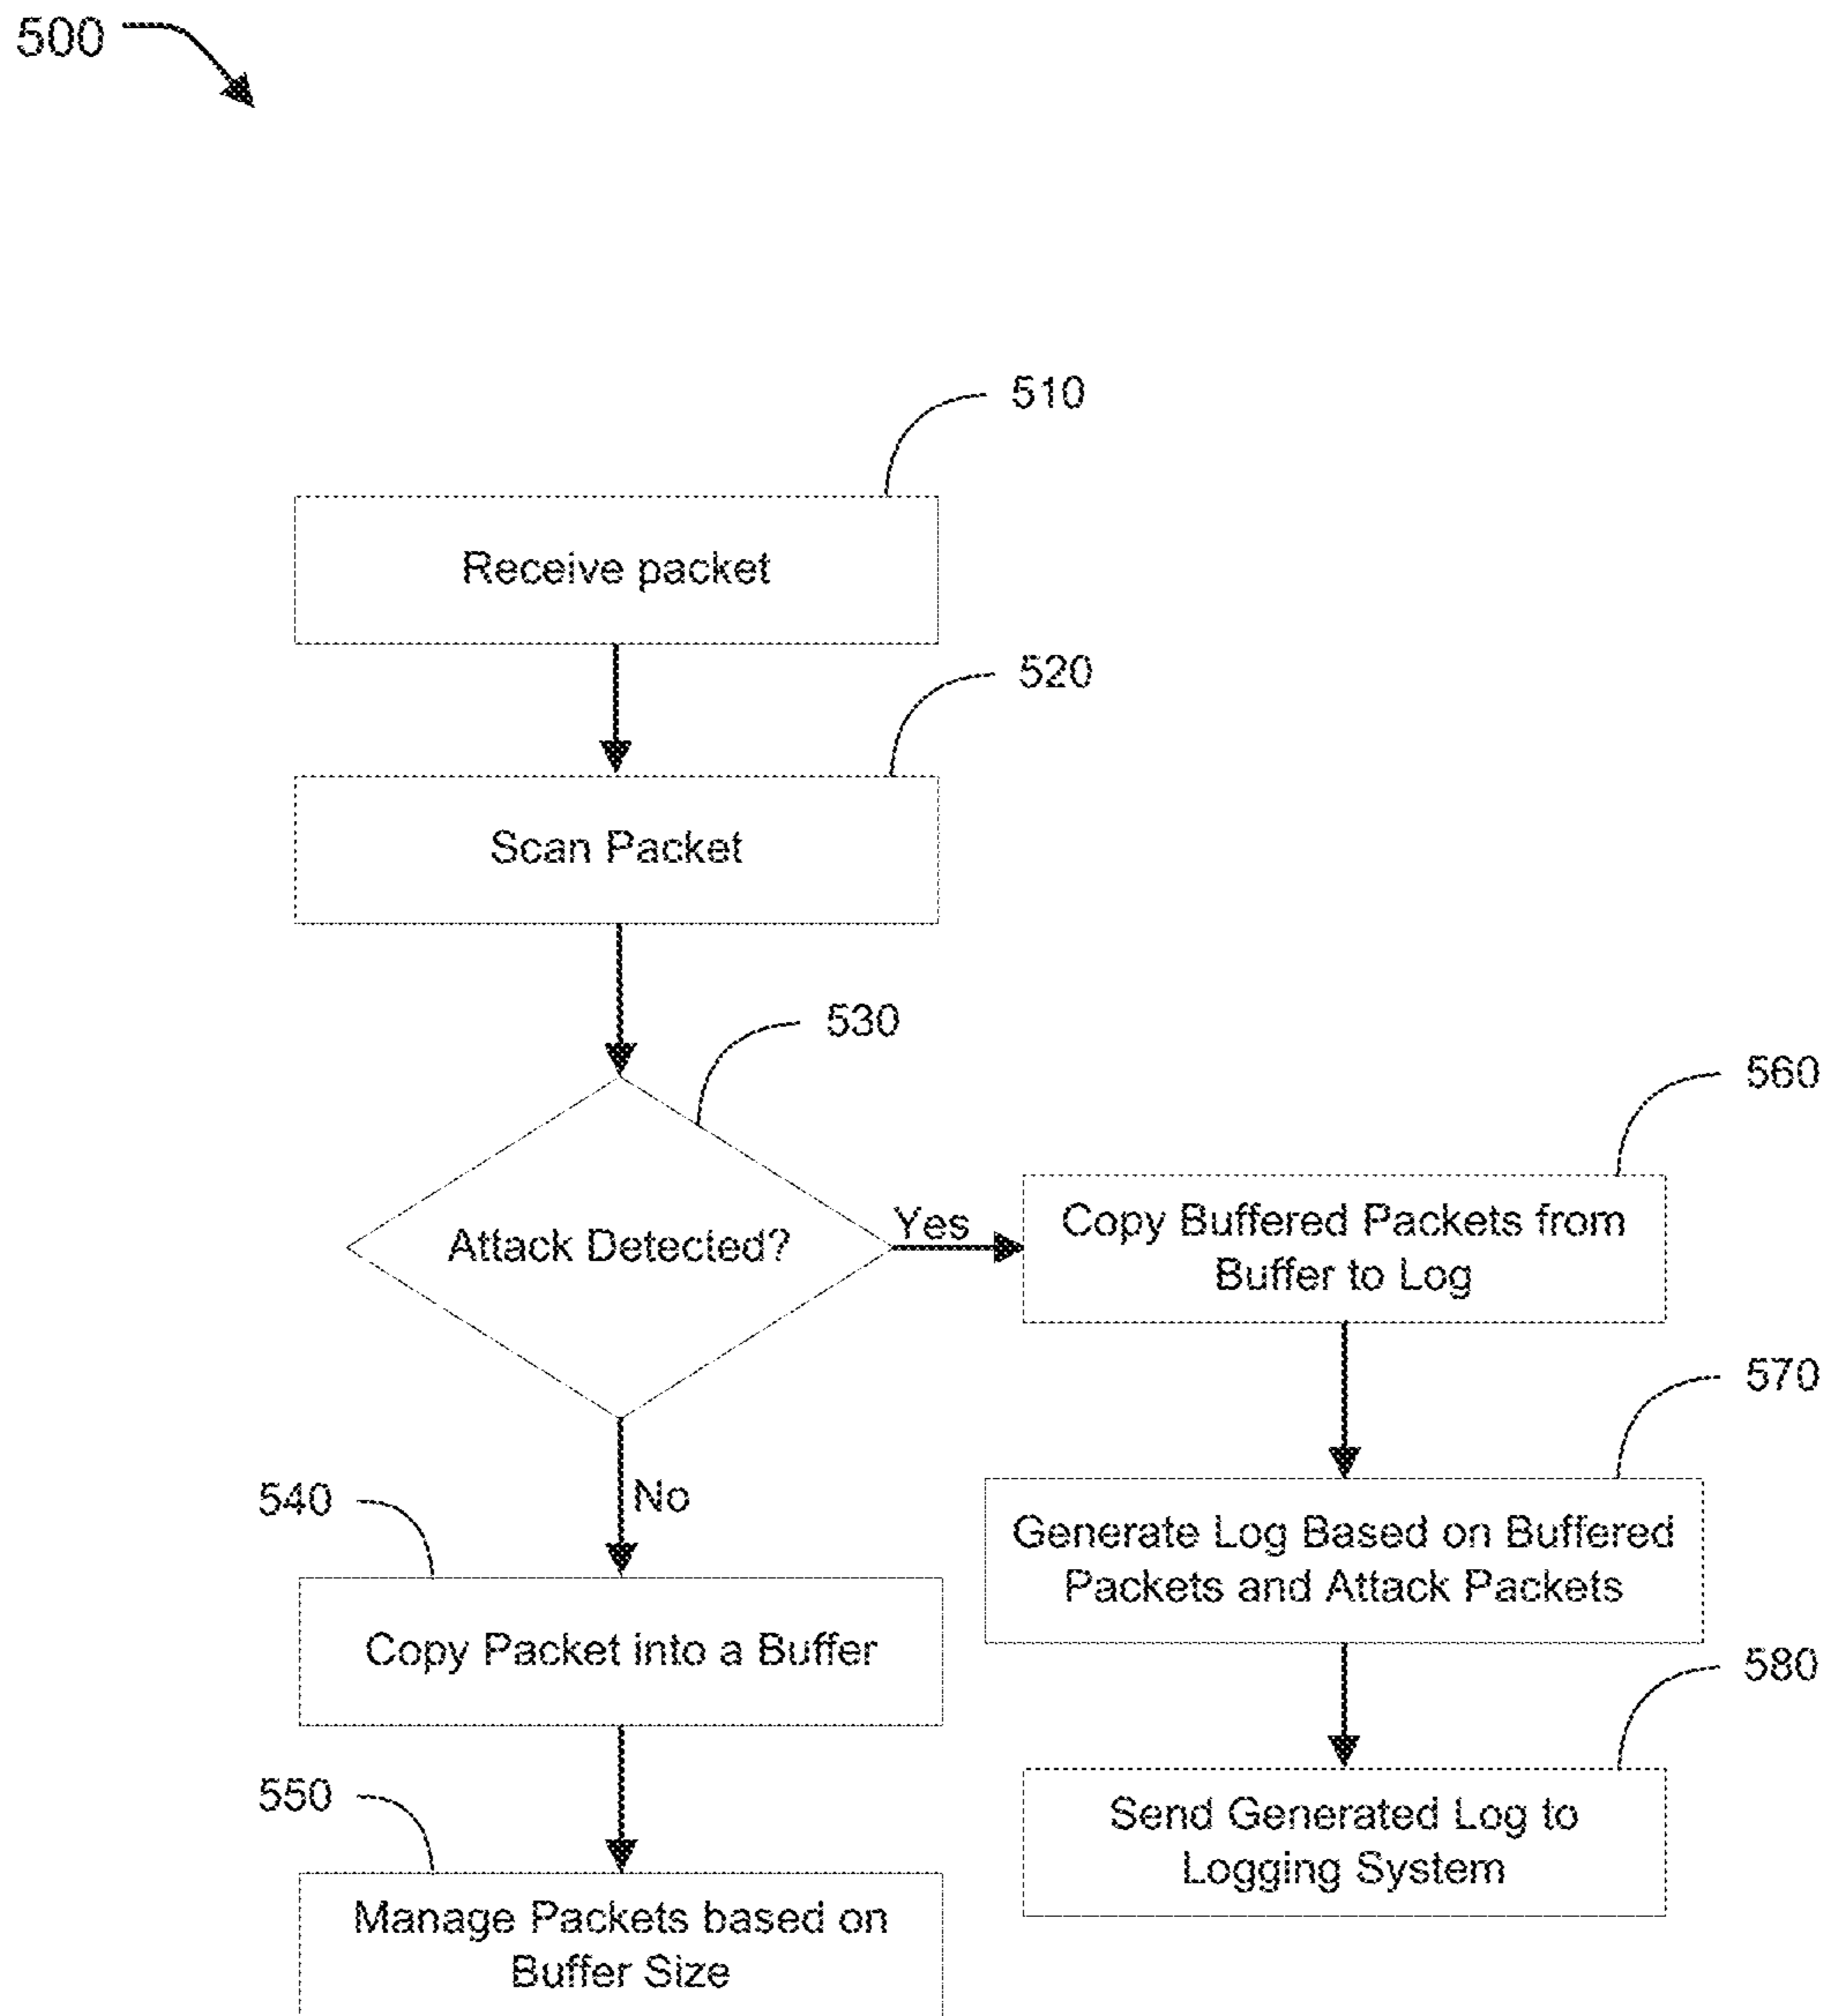 500
510
Receive packet
520
Scan Packet
530
Attack Detected?
Yes
560
Copy Buffered Packets from
Buffer to Log
570
Generate Log Based on Buffered
Packets and Attack Packets
580
Send Generated Log to
Logging System
No
540
Copy Packet into a Buffer
550
Manage Packets based on
Buffer Size